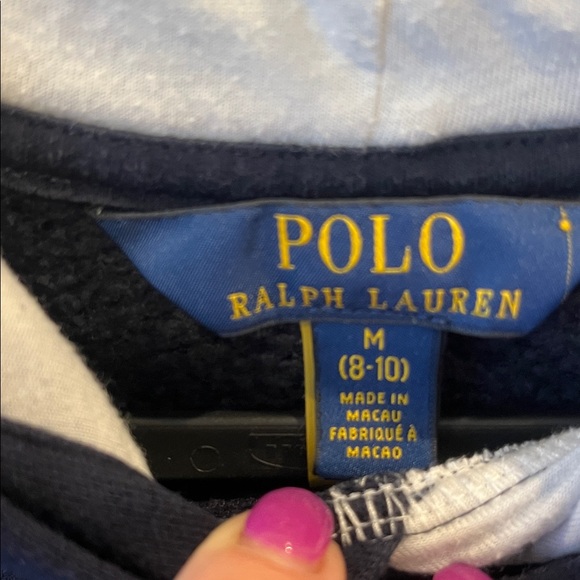 POLO
RALPH LAUREN
M
(8-10)
MADE IN
MACAU
FABRIQUÉ À
MACAO